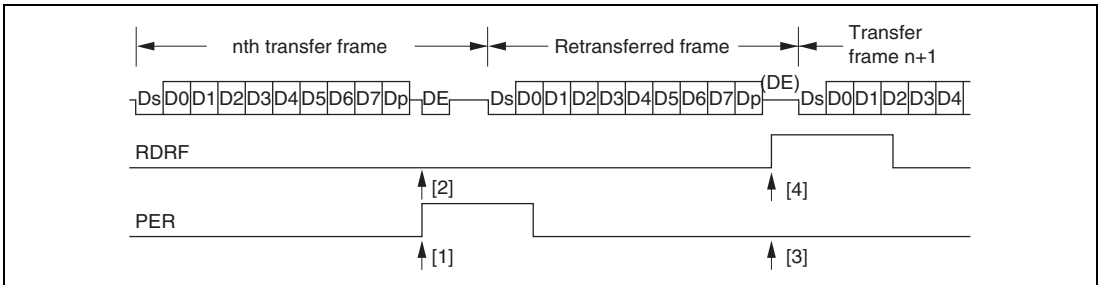 nth transfer frame Retransferred frame Transfer frame n+1
(DE)
Ds D0 D1 D2 D3 D4 D5 D6 D7 Dp DE Ds D0 D1 D2 D3 D4 D5 D6 D7 Dp Ds D0 D1 D2 D3 D4
RDRF
[2] [4]
PER
[1] [3]